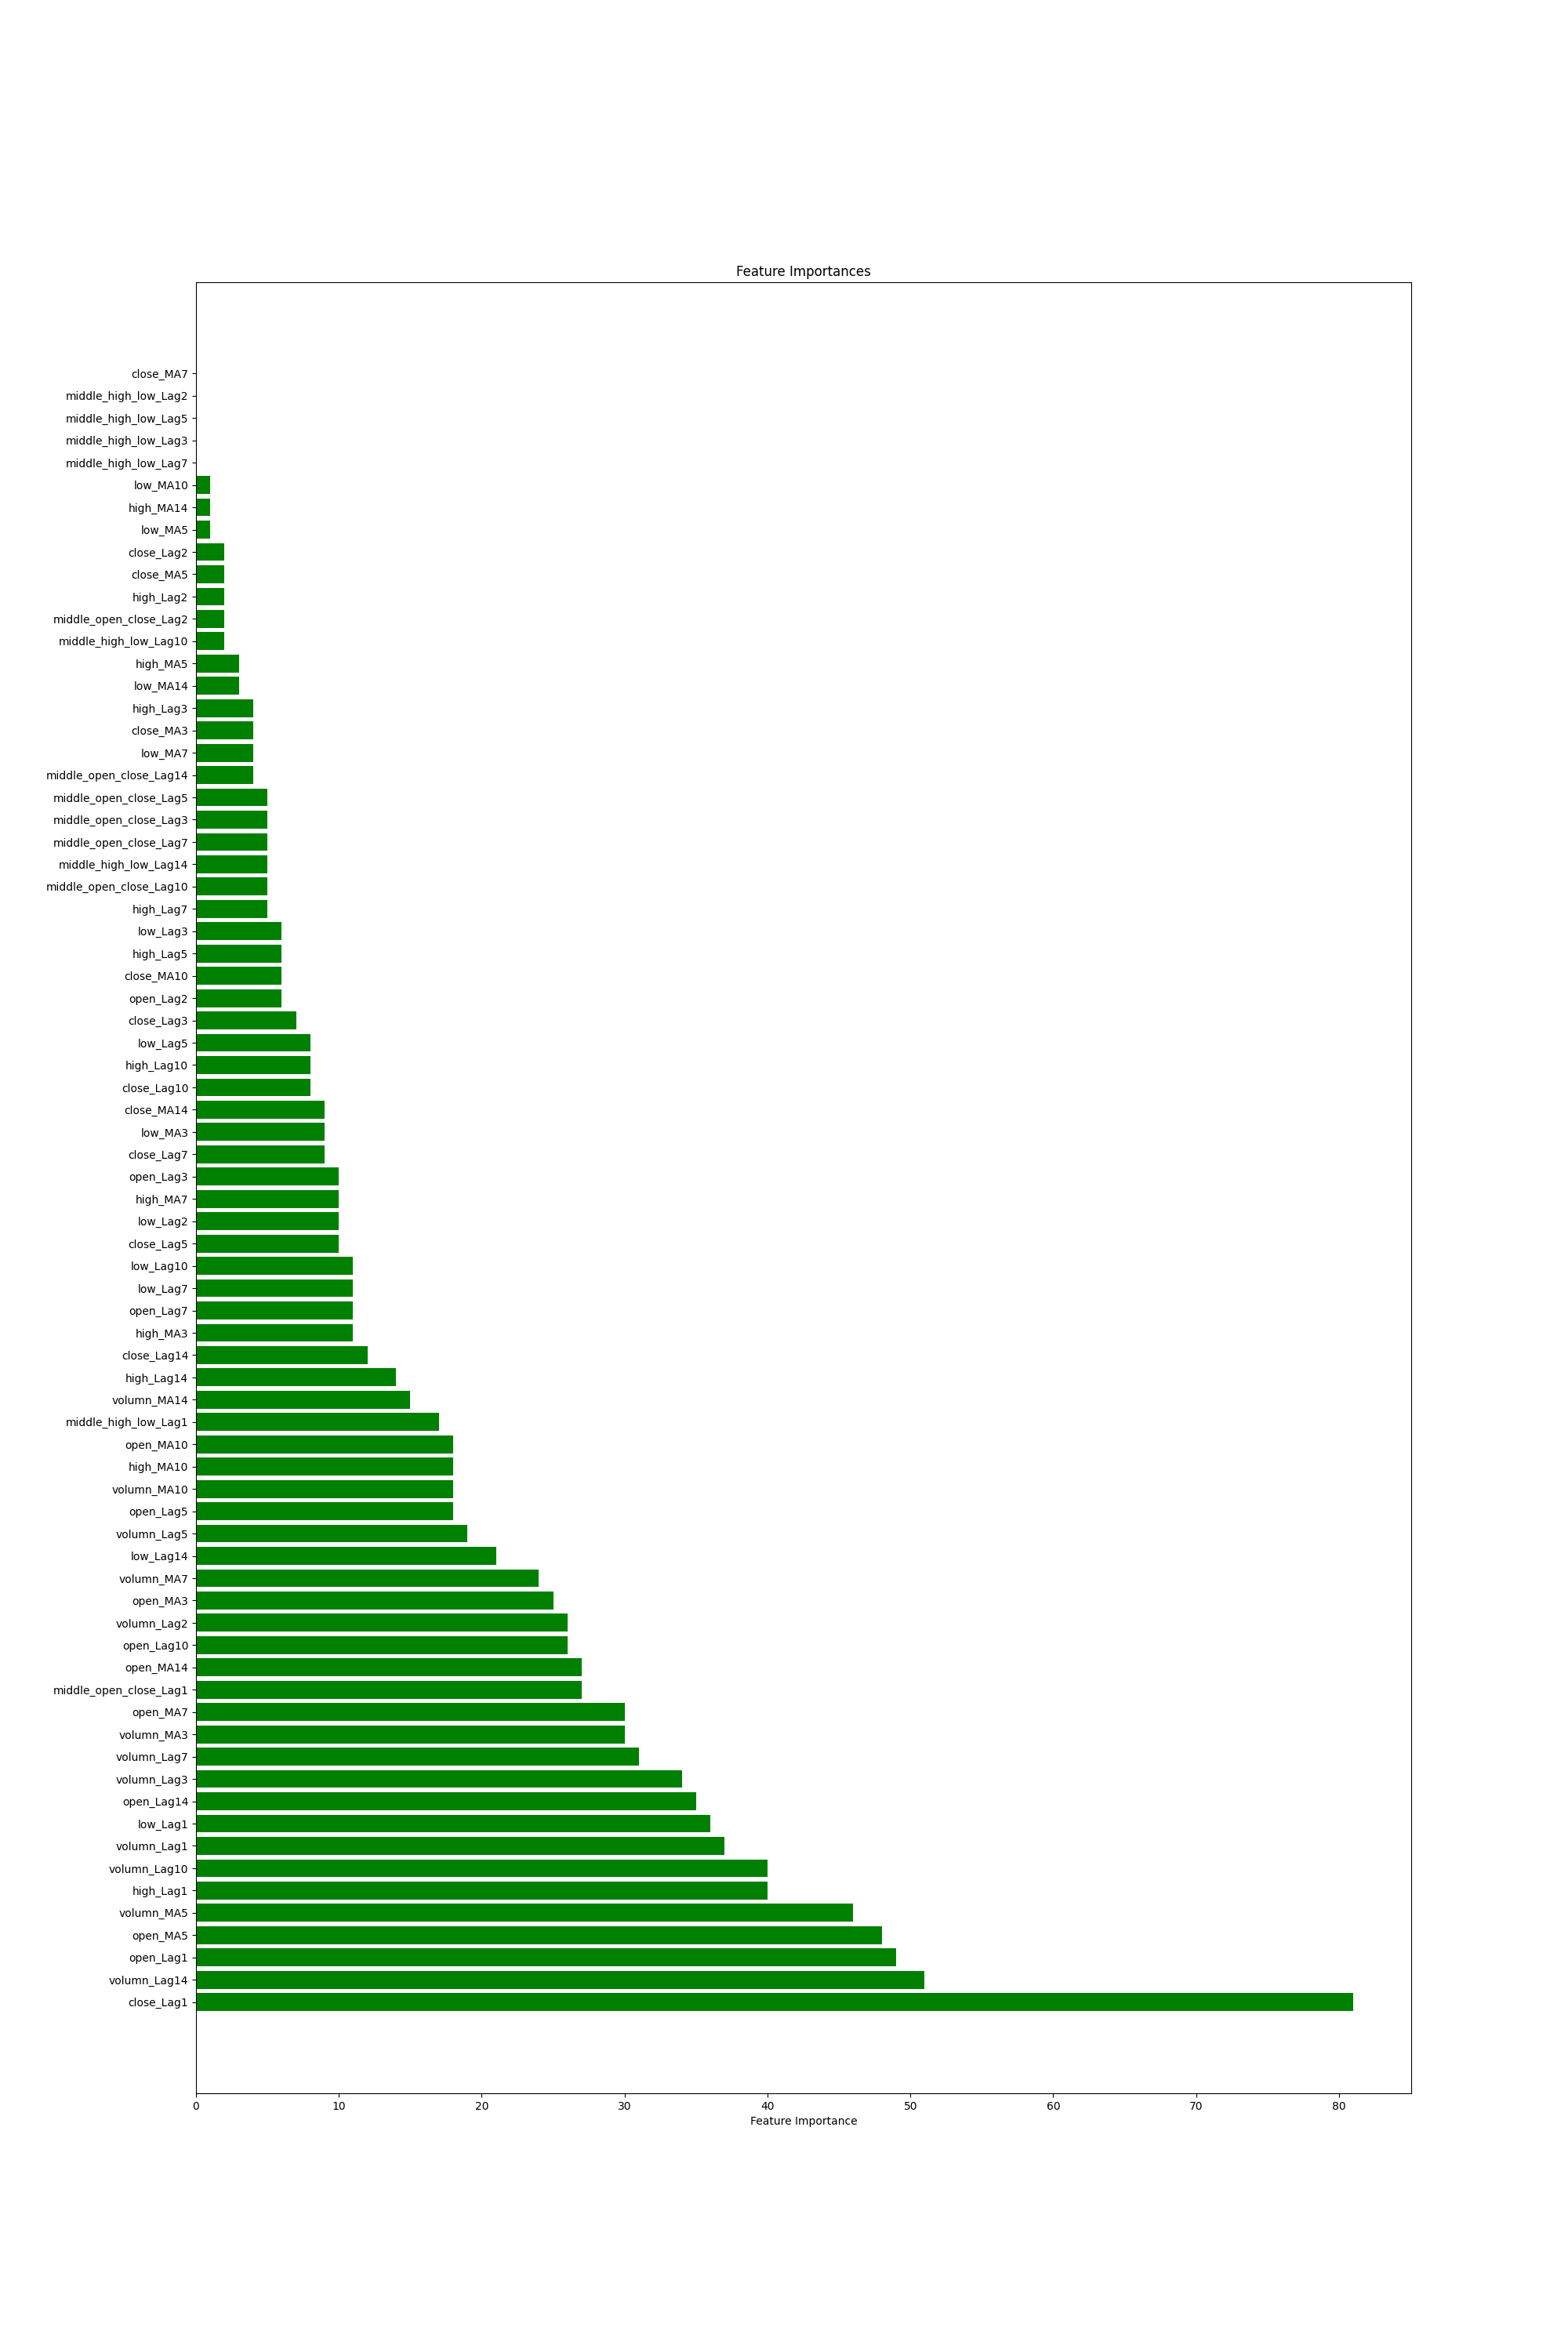 Feature Importances
close_MA7
middle_high_low_Lag2
middle_high_low_Lag5
middle_high_low_Lag3
middle_high_low_Lag7
low_MA10
high_MA14
low_MA5
close_Lag2
close_MA5
high_Lag2
middle_open_close_Lag2
middle_high_low_Lag10
high_MA5
low_MA14
high_Lag3
close_MA3
low_MA7
middle_open_close_Lag14
middle_open_close_Lag5
middle_open_close_Lag3
middle_open_close_Lag7
middle_high_low_Lag14
middle_open_close_Lag10
high_Lag7
low_Lag3
high_Lag5
close_MA10
open_Lag2
close_Lag3
low_Lag5
high_Lag10
close_Lag10
close_MA14
low_MA3
close_Lag7
open_Lag3
high_MA7
low_Lag2
close_Lag5
low_Lag10
low_Lag7
open_Lag7
high_MA3
close_Lag14
high_Lag14
volumn_MA14
middle_high_low_Lag1
open_MA10
high_MA10
volumn_MA10
open_Lag5
volumn_Lag5
low_Lag14
volumn_MA7
open_MA3
volumn_Lag2
open_Lag10
open_MA14
middle_open_close_Lag1
open_MA7
volumn_MA3
volumn_Lag7
volumn_Lag3
open_Lag14
low_Lag1
volumn_Lag1
volumn_Lag10
high_Lag1
volumn_MA5
open_MA5
open_Lag1
volumn_Lag14
close_Lag1
0 10 20 30 40 50 60 70 80
Feature Importance